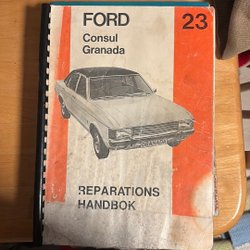 FORD
23
Consul
Granada
REPARATIONS
HANDBOK